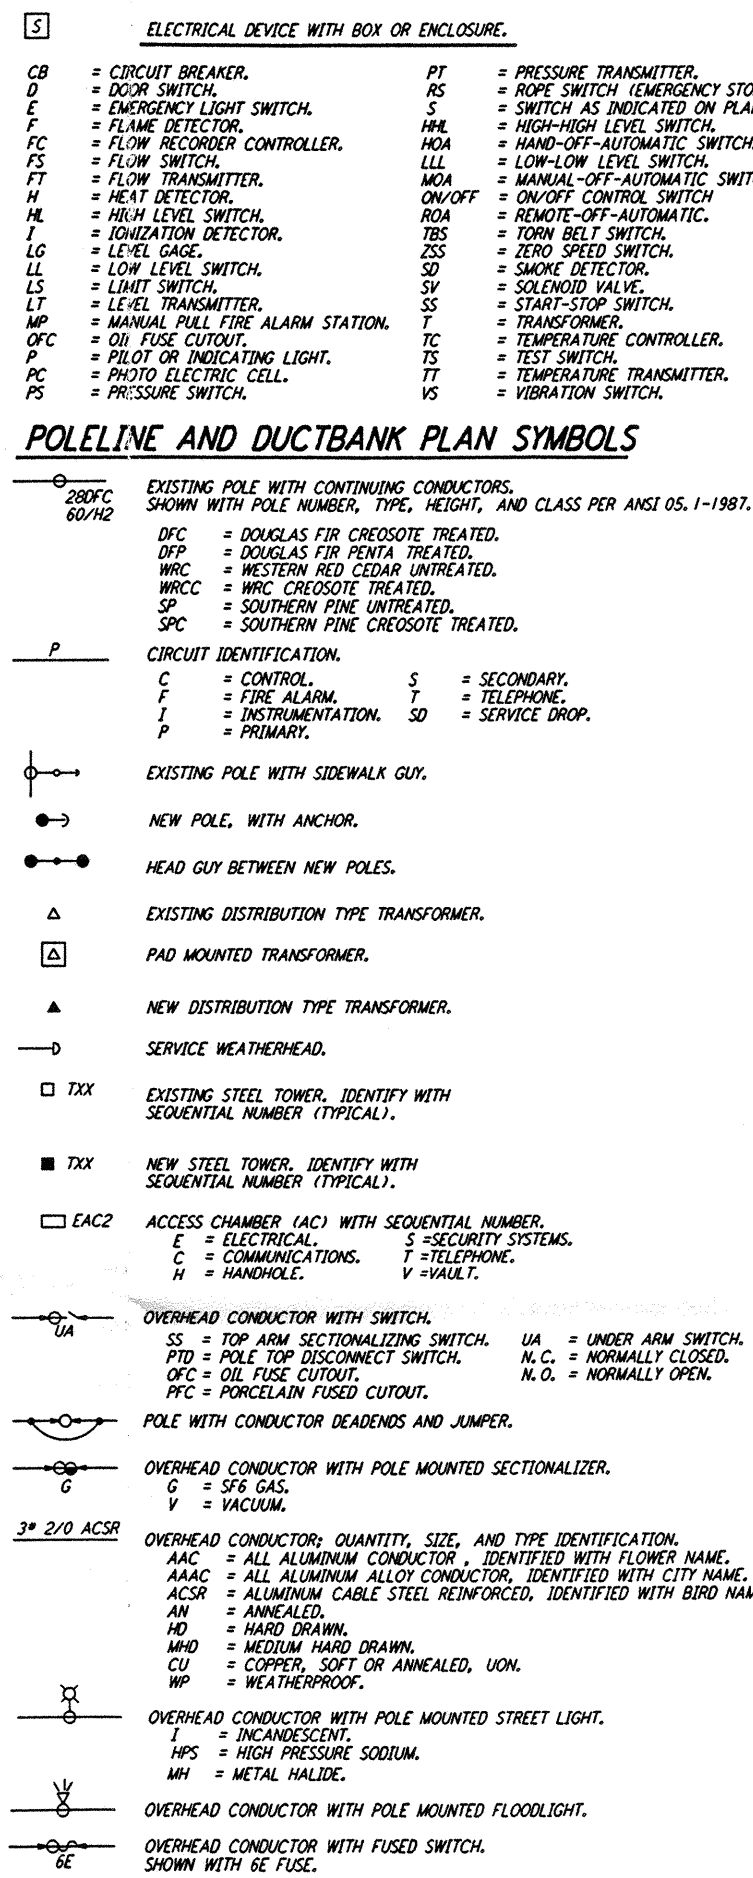 S ELECTRICAL DEVICE WITH BOX OR ENCLOSURE.
CB = CIRCUIT BREAKER. PT = PRESSURE TRANSMITTER.
D = DOOR SWITCH. RS = ROPE SWITCH (EMERGENCY STO
E = EMERGENCY LIGHT SWITCH. S = SWITCH AS INDICATED ON PLA
F = FLAME DETECTOR. HHL = HIGH-HIGH LEVEL SWITCH.
FC = FLOW RECORDER CONTROLLER. HOA = HAND-OFF-AUTOMATIC SWITCH.
FS = FLOW SWITCH. LLL = LOW-LOW LEVEL SWITCH.
FT = FLOW TRANSMITTER. MOA = MANUAL-OFF-AUTOMATIC SWIT
H = HEAT DETECTOR. ON/OFF = ON/OFF CONTROL SWITCH
HL = HIGH LEVEL SWITCH. ROA = REMOTE-OFF-AUTOMATIC.
I = IONIZATION DETECTOR. TBS = TORN BELT SWITCH.
LG = LEVEL GAGE. ZSS = ZERO SPEED SWITCH.
LL = LOW LEVEL SWITCH. SD = SMOKE DETECTOR.
LS = LIMIT SWITCH. SV = SOLENOID VALVE.
LT = LEVEL TRANSMITTER. SS = START-STOP SWITCH.
MP = MANUAL PULL FIRE ALARM STATION. T = TRANSFORMER.
OFC = OIL FUSE CUTOUT. TC = TEMPERATURE CONTROLLER.
P = PILOT OR INDICATING LIGHT. TS = TEST SWITCH.
PC = PHOTO ELECTRIC CELL. TT = TEMPERATURE TRANSMITTER.
PS = PRESSURE SWITCH. VS = VIBRATION SWITCH.
POLELINE AND DUCTBANK PLAN SYMBOLS
28DFC EXISTING POLE WITH CONTINUING CONDUCTORS.
60/H2 SHOWN WITH POLE NUMBER, TYPE, HEIGHT, AND CLASS PER ANSI 05.1-1987.
DFC = DOUGLAS FIR CREOSOTE TREATED.
DFP = DOUGLAS FIR PENTA TREATED.
WRC = WESTERN RED CEDAR UNTREATED.
WRCC = WRC CREOSOTE TREATED.
SP = SOUTHERN PINE UNTREATED.
SPC = SOUTHERN PINE CREOSOTE TREATED.
P CIRCUIT IDENTIFICATION.
C = CONTROL. S = SECONDARY.
F = FIRE ALARM. T = TELEPHONE.
I = INSTRUMENTATION. SD = SERVICE DROP.
P = PRIMARY.
EXISTING POLE WITH SIDEWALK GUY.
NEW POLE, WITH ANCHOR.
HEAD GUY BETWEEN NEW POLES.
EXISTING DISTRIBUTION TYPE TRANSFORMER.
PAD MOUNTED TRANSFORMER.
NEW DISTRIBUTION TYPE TRANSFORMER.
SERVICE WEATHERHEAD.
TXX EXISTING STEEL TOWER. IDENTIFY WITH
SEQUENTIAL NUMBER (TYPICAL).
TXX NEW STEEL TOWER. IDENTIFY WITH
SEQUENTIAL NUMBER (TYPICAL).
EAC2 ACCESS CHAMBER (AC) WITH SEQUENTIAL NUMBER.
E = ELECTRICAL. S =SECURITY SYSTEMS.
C = COMMUNICATIONS. T =TELEPHONE.
H = HANDHOLE. V =VAULT.
UA OVERHEAD CONDUCTOR WITH SWITCH.
SS = TOP ARM SECTIONALIZING SWITCH. UA = UNDER ARM SWITCH.
PTD = POLE TOP DISCONNECT SWITCH. N.C. = NORMALLY CLOSED.
OFC = OIL FUSE CUTOUT. N.O. = NORMALLY OPEN.
PFC = PORCELAIN FUSED CUTOUT.
POLE WITH CONDUCTOR DEADENDS AND JUMPER.
OVERHEAD CONDUCTOR WITH POLE MOUNTED SECTIONALIZER.
G G = SF6 GAS.
V = VACUUM.
3# 2/0 ACSR OVERHEAD CONDUCTOR; QUANTITY, SIZE, AND TYPE IDENTIFICATION.
AAC = ALL ALUMINUM CONDUCTOR , IDENTIFIED WITH FLOWER NAME.
AAAC = ALL ALUMINUM ALLOY CONDUCTOR, IDENTIFIED WITH CITY NAME.
ACSR = ALUMINUM CABLE STEEL REINFORCED, IDENTIFIED WITH BIRD NAM
AN = ANNEALED.
HD = HARD DRAWN.
MHD = MEDIUM HARD DRAWN.
CU = COPPER, SOFT OR ANNEALED, UON.
WP = WEATHERPROOF.
OVERHEAD CONDUCTOR WITH POLE MOUNTED STREET LIGHT.
I = INCANDESCENT.
HPS = HIGH PRESSURE SODIUM.
MH = METAL HALIDE.
OVERHEAD CONDUCTOR WITH POLE MOUNTED FLOODLIGHT.
OVERHEAD CONDUCTOR WITH FUSED SWITCH.
6E SHOWN WITH 6E FUSE.